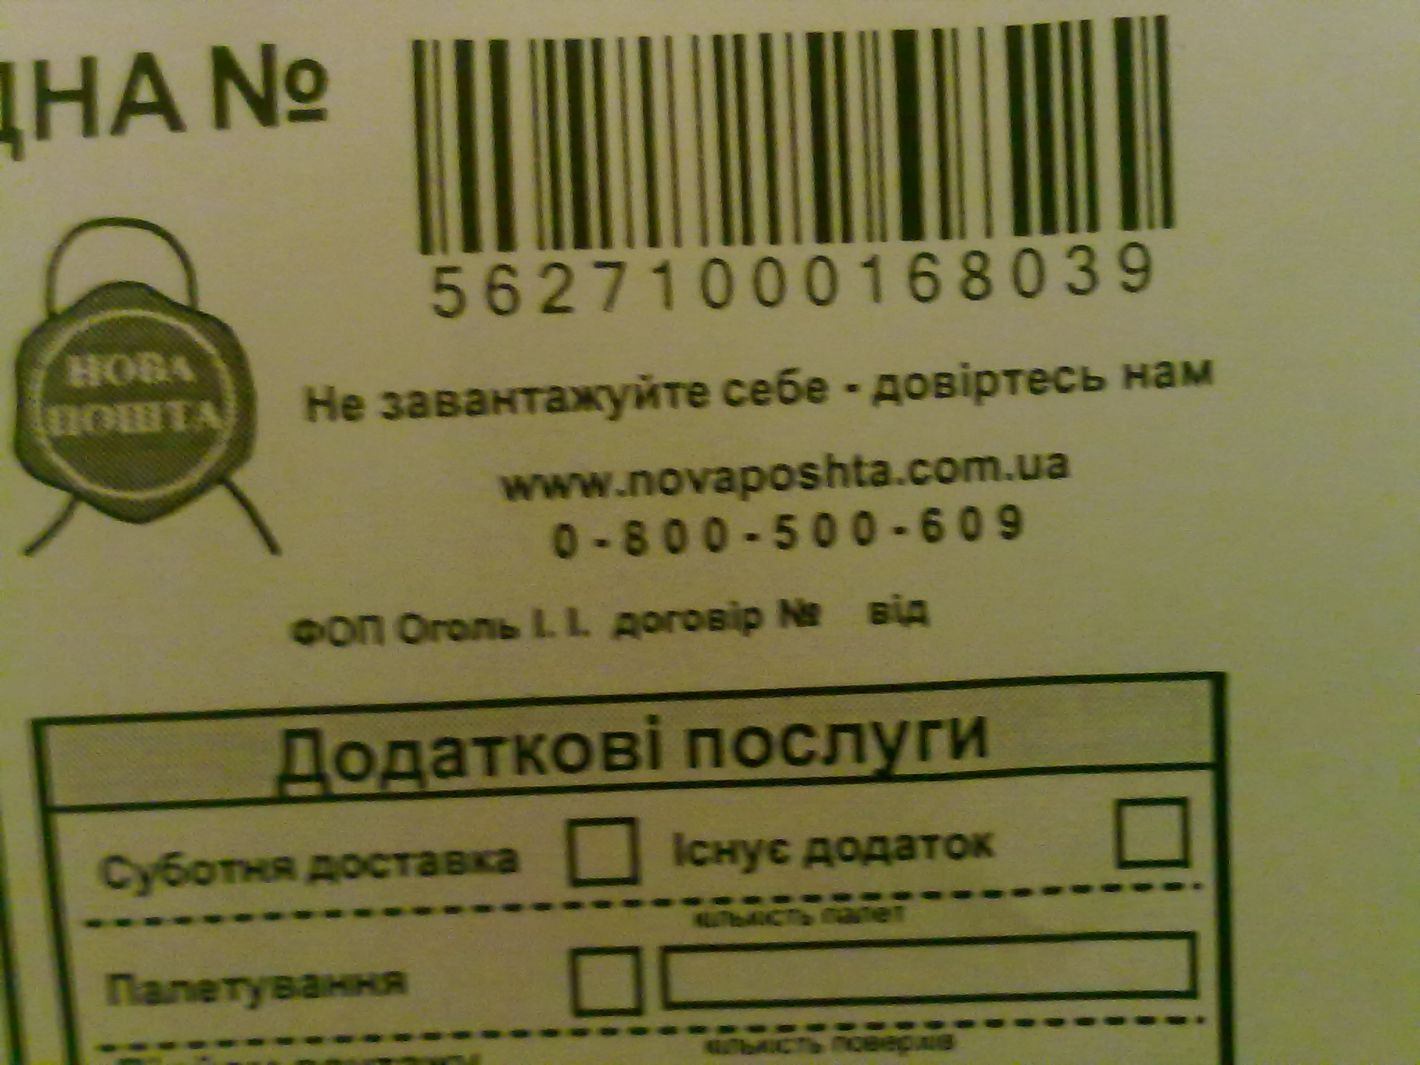 ДНА №
56271000168039
НОВА
ПОШТА
Не завантажуйте себе - довіртесь нам
www.novaposhta.com.ua
0-800-500-609
ФОП Оголь І. І. договір № від
Додаткові послуги
Суботня доставка Існує додаток
кількість палет
Палетування
кількість поверхів